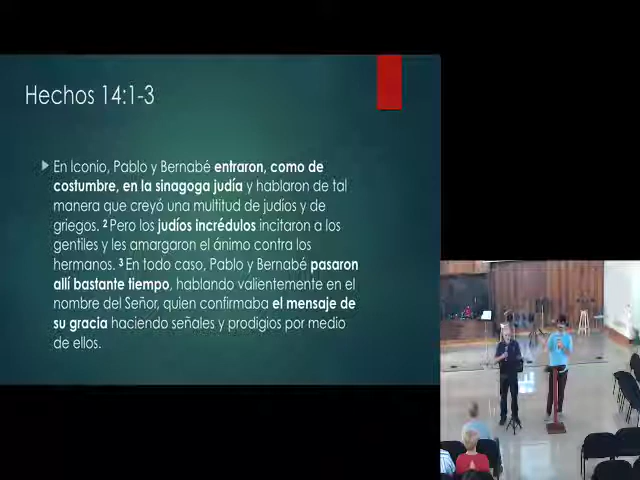 Hechos 14:1-3
En Iconio, Pablo y Bernabé entraron, como de
costumbre, en la sinagoga judía y hablaron de tal
manera que creyó una multitud de judíos y de
griegos. 2 Pero los judíos incrédulos incitaron a los
gentiles y les amargaron el ánimo contra los
hermanos. 3 En todo caso, Pablo y Bernabé pasaron
allí bastante tiempo, hablando valientemente en el
nombre del Señor, quien confirmaba el mensaje de
su gracia haciendo señales y prodigios por medio
de ellos.